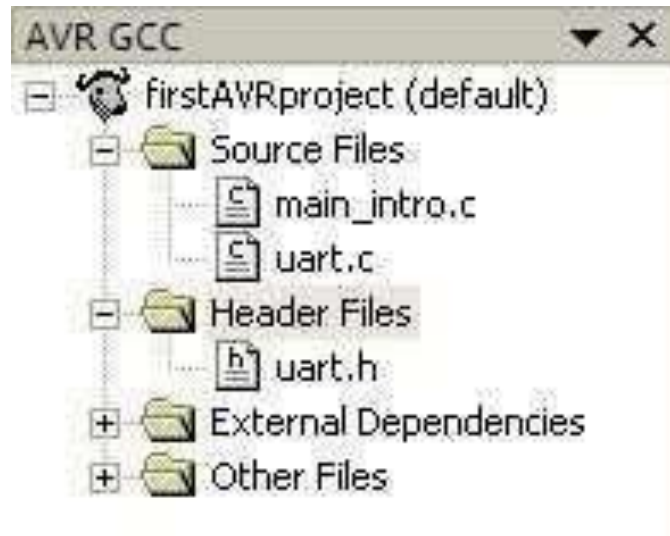 AVR GCC
firstAVRproject (default)
Source Files
main_intro.c
uart.c
Header Files
uart.h
External Dependencies
Other Files